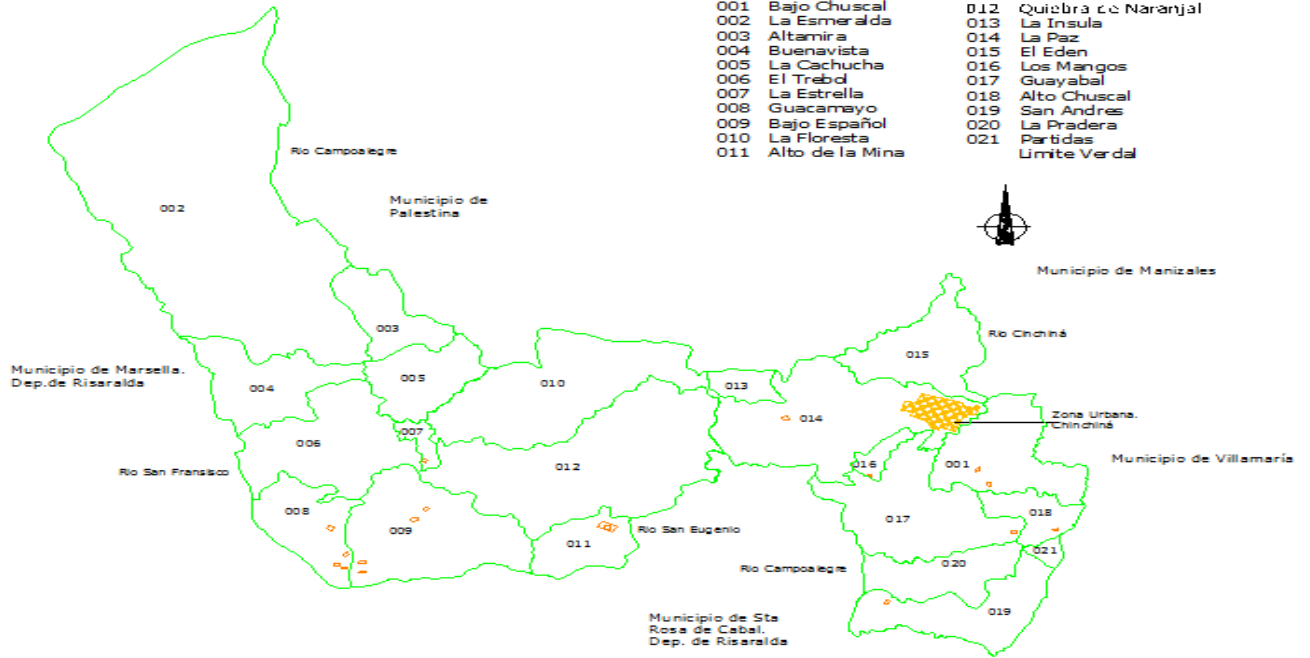 001 Bajo Chuscal
002 La Esmeralda
003 Altamira
004 Buenavista
005 La Cachucha
006 El Trebol
007 La Estrella
008 Guacamayo
009 Bajo Español
010 La Floresta
011 Alto de la Mina
012 Quiebra de Naranjal
013 La Insula
014 La Paz
015 El Eden
016 Los Mangos
017 Guayabal
018 Alto Chuscal
019 San Andres
020 La Pradera
021 Partidas
Limite Verdal
Rio Campoalegre
Municipio de
Palestina
002
Municipio de Manizales
003
Rio Cinchiná
015
Municipio de Marsella.
Dep.de Risaralda
004
005
010
013
014
Zona Urbana.
Chinchiná
007
006
012
016
001
Municipio de Villamaría
Rio San Fransisco
008
009
011
Rio San Eugenio
017
018
021
020
Rio Campoalegre
019
Municipio de Sta
Rosa de Cabal.
Dep. de Risaralda